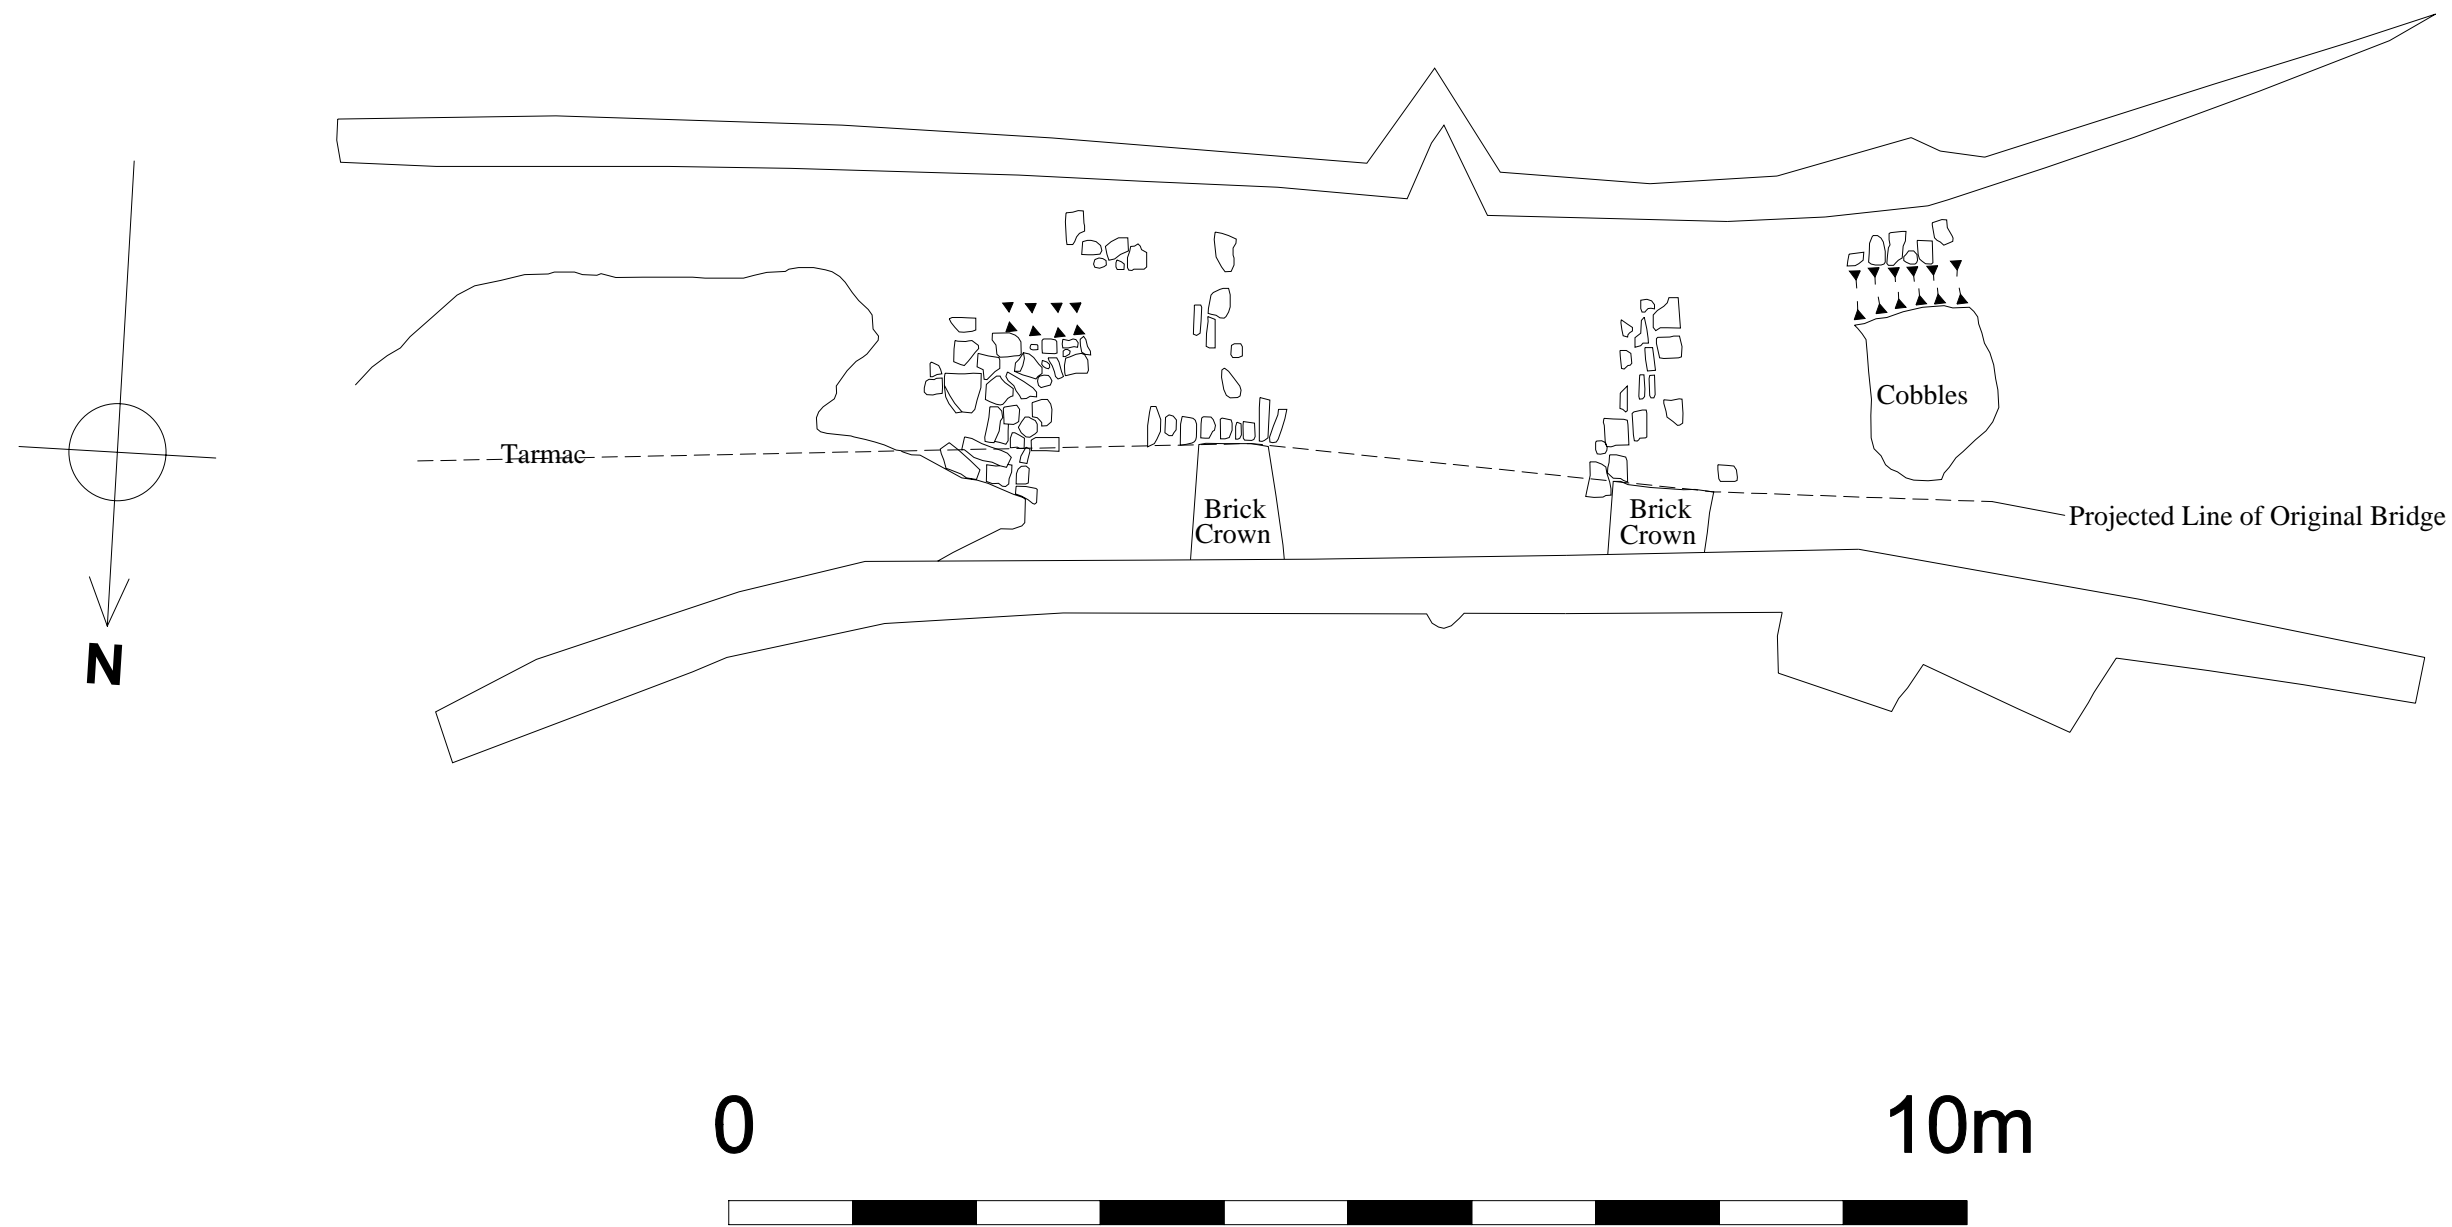 Cobbles
Tarmac
Brick
Crown
Brick
Crown
Projected Line of Original Bridge
N
0
10m